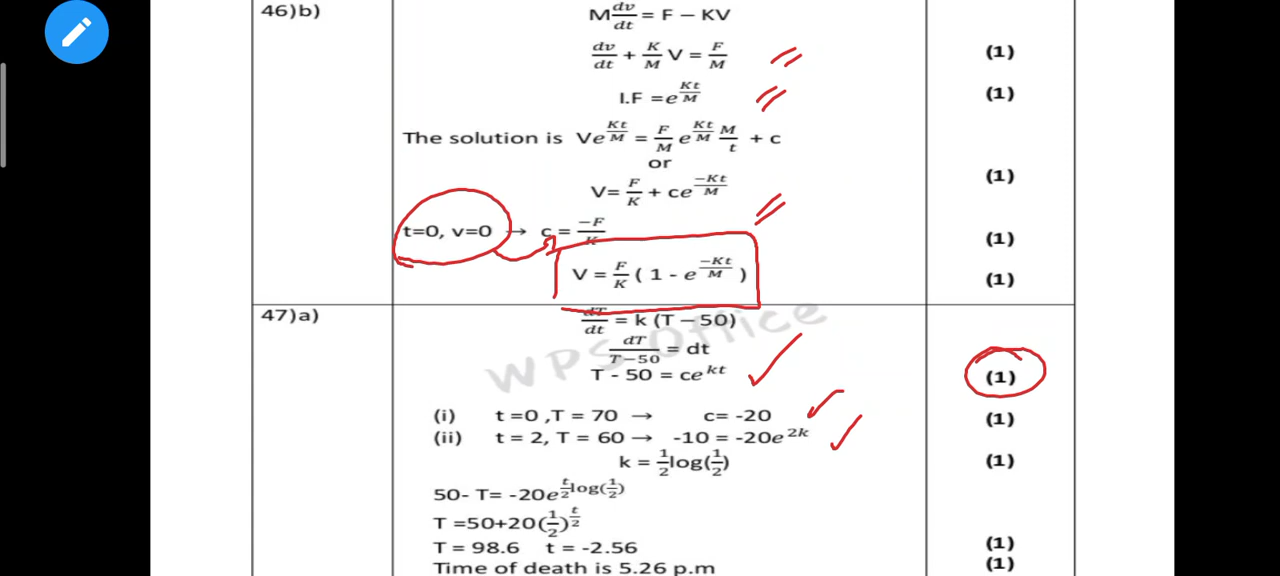 46)b)
M dv/dt = F − KV
dv/dt + K/M V = F/M (1)
I.F = e^(Kt/M) (1)
The solution is Ve^(Kt/M) = F/M e^(Kt/M) M/t + c
or
V= F/K + ce^(−Kt/M) (1)
t=0, v=0 → c = −F/K (1)
V = F/K ( 1 - e^(−Kt/M) ) (1)
47)a)
dT/dt = k (T − 50)
dT/(T−50) = dt
T - 50 = ce^(kt) (1)
(i) t =0 ,T = 70 → c= -20 (1)
(ii) t = 2, T = 60 → -10 = -20e^(2k)
k = 1/2 log(1/2) (1)
50- T= -20e^(t/2 log(1/2))
T =50+20(1/2)^(t/2)
T = 98.6 t = -2.56 (1)
Time of death is 5.26 p.m (1)
WPS Office